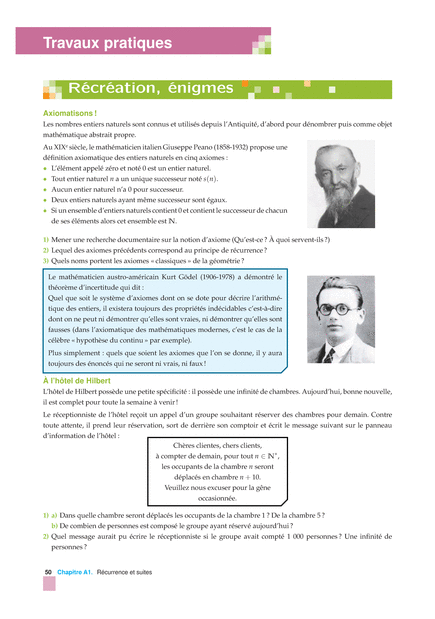 Travaux pratiques
Récréation, énigmes
Axiomatisons !
Les nombres entiers naturels sont connus et utilisés depuis l'Antiquité, d'abord pour dénombrer puis comme objet
mathématique abstrait propre.
Au XIXᵉ siècle, le mathématicien italien Giuseppe Peano (1858-1932) propose une
définition axiomatique des entiers naturels en cinq axiomes :
• L'élément appelé zéro et noté 0 est un entier naturel.
• Tout entier naturel n a un unique successeur noté s(n).
• Aucun entier naturel n'a 0 pour successeur.
• Deux entiers naturels ayant même successeur sont égaux.
• Si un ensemble d'entiers naturels contient 0 et contient le successeur de chacun
de ses éléments alors cet ensemble est ℕ.
1) Mener une recherche documentaire sur la notion d'axiome (Qu'est-ce ? À quoi servent-ils ?)
2) Lequel des axiomes précédents correspond au principe de récurrence ?
3) Quels noms portent les axiomes « classiques » de la géométrie ?
Le mathématicien austro-américain Kurt Gödel (1906-1978) a démontré le
théorème d'incertitude qui dit :
Quel que soit le système d'axiomes dont on se dote pour décrire l'arithmé-
tique des entiers, il existera toujours des propriétés indécidables c'est-à-dire
dont on ne peut ni démontrer qu'elles sont vraies, ni démontrer qu'elles sont
fausses (dans l'axiomatique des mathématiques modernes, c'est le cas de la
célèbre « hypothèse du continu » par exemple).
Plus simplement : quels que soient les axiomes que l'on se donne, il y aura
toujours des énoncés qui ne seront ni vrais, ni faux !
À l'hôtel de Hilbert
L'hôtel de Hilbert possède une petite spécificité : il possède une infinité de chambres. Aujourd'hui, bonne nouvelle,
il est complet pour toute la semaine à venir !
Le réceptionniste de l'hôtel reçoit un appel d'un groupe souhaitant réserver des chambres pour demain. Contre
toute attente, il prend leur réservation, sort de derrière son comptoir et écrit le message suivant sur le panneau
d'information de l'hôtel :
Chères clientes, chers clients,
à compter de demain, pour tout n ∈ ℕ*,
les occupants de la chambre n seront
déplacés en chambre n + 10.
Veuillez nous excuser pour la gêne
occasionnée.
1) a) Dans quelle chambre seront déplacés les occupants de la chambre 1 ? De la chambre 5 ?
b) De combien de personnes est composé le groupe ayant réservé aujourd'hui ?
2) Quel message aurait pu écrire le réceptionniste si le groupe avait compté 1 000 personnes ? Une infinité de
personnes ?
50 Chapitre A1. Récurrence et suites